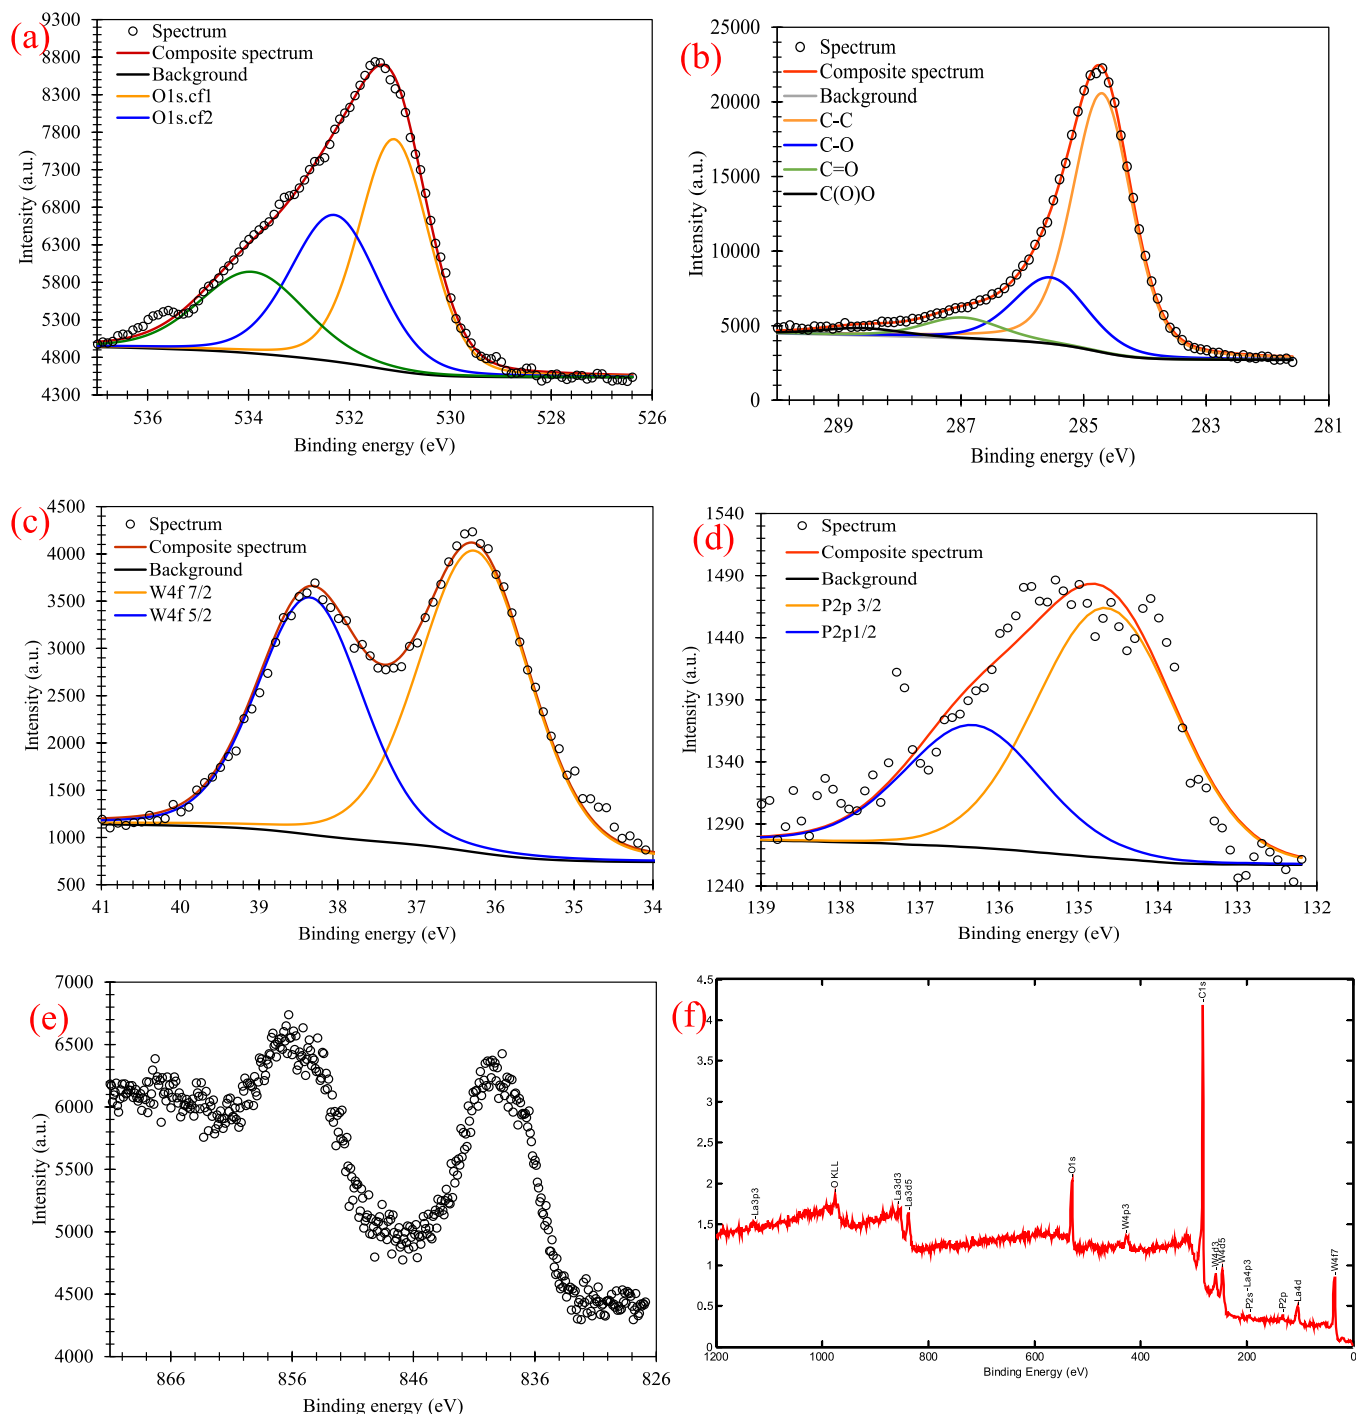 (a)
9300
8800
8300
7800
7300
6800
6300
5800
5300
4800
4300
Intensity (a.u.)
Spectrum
Composite spectrum
Background
O1s.cf1
O1s.cf2
536
534
532
530
528
526
Binding energy (eV)
(b)
25000
20000
15000
10000
5000
0
Intensity (a.u.)
Spectrum
Composite spectrum
Background
C-C
C-O
C=O
C(O)O
289
287
285
283
281
Binding energy (eV)
(c)
4500
4000
3500
3000
2500
2000
1500
1000
500
Intensity (a.u.)
Spectrum
Composite spectrum
Background
W4f 7/2
W4f 5/2
41
40
39
38
37
36
35
34
Binding energy (eV)
(d)
1540
1490
1440
1390
1340
1290
1240
Intensity (a.u.)
Spectrum
Composite spectrum
Background
P2p 3/2
P2p1/2
139
138
137
136
135
134
133
132
Binding energy (eV)
(e)
7000
6500
6000
5500
5000
4500
4000
Intensity (a.u.)
866
856
846
836
826
Binding energy (eV)
(f)
4.5
4
3.5
3
2.5
2
1.5
1
0.5
0
-La3p3
O KLL
-La3d3
-La3d5
-O1s
-W4p3
-C1s
-W4d3
-W4d5
-P2s -La4p3
-P2p
-La4d
-W4f7
1200
1000
800
600
400
200
0
Binding Energy (eV)